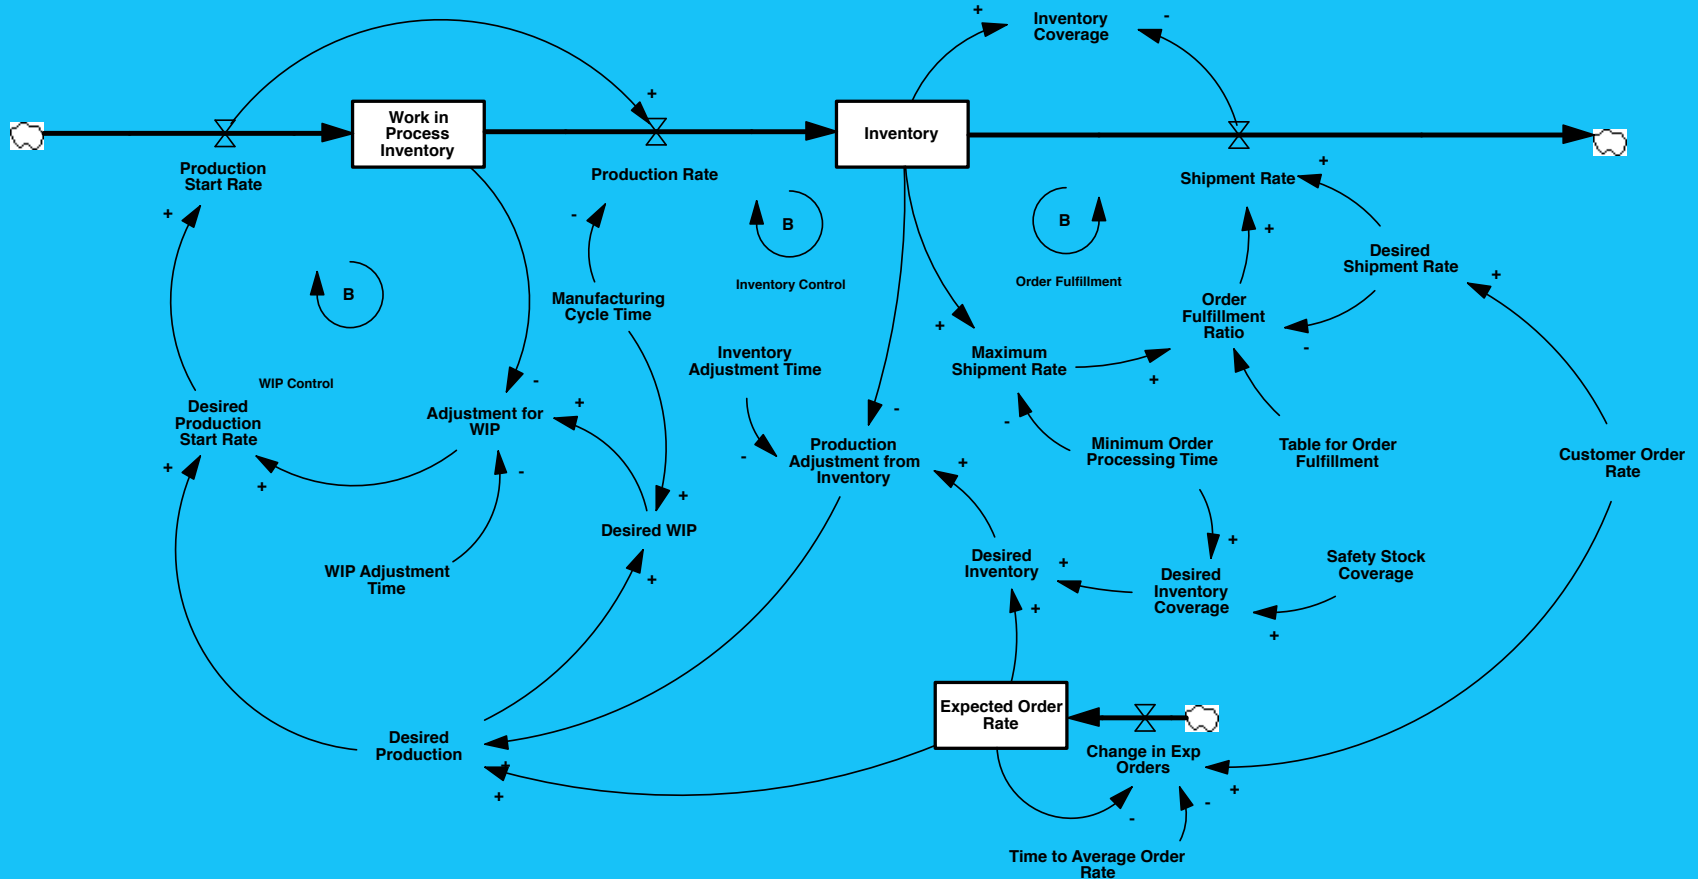 +
Inventory
Coverage
-
+
Work in
Process
Inventory
Inventory
Production
Start Rate
Production Rate
Shipment Rate
+
+
-
B
B
+
Desired
Shipment Rate
+
B
Inventory Control
Order Fulfillment
Manufacturing
Cycle Time
Order
Fulfillment
Ratio
+
-
Inventory
Adjustment Time
Maximum
Shipment Rate
+
WIP Control
-
+
-
Desired
Production
Start Rate
Adjustment for
WIP
-
Production
Adjustment from
Inventory
-
Minimum Order
Processing Time
Table for Order
Fulfillment
Customer Order
Rate
+
+
-
+
+
Desired WIP
+
WIP Adjustment
Time
+
Desired
Inventory
+
+
Desired
Inventory
Coverage
Safety Stock
Coverage
+
+
Expected Order
Rate
Desired
Production
Change in Exp
Orders
+
+
-
-
+
Time to Average Order
Rate